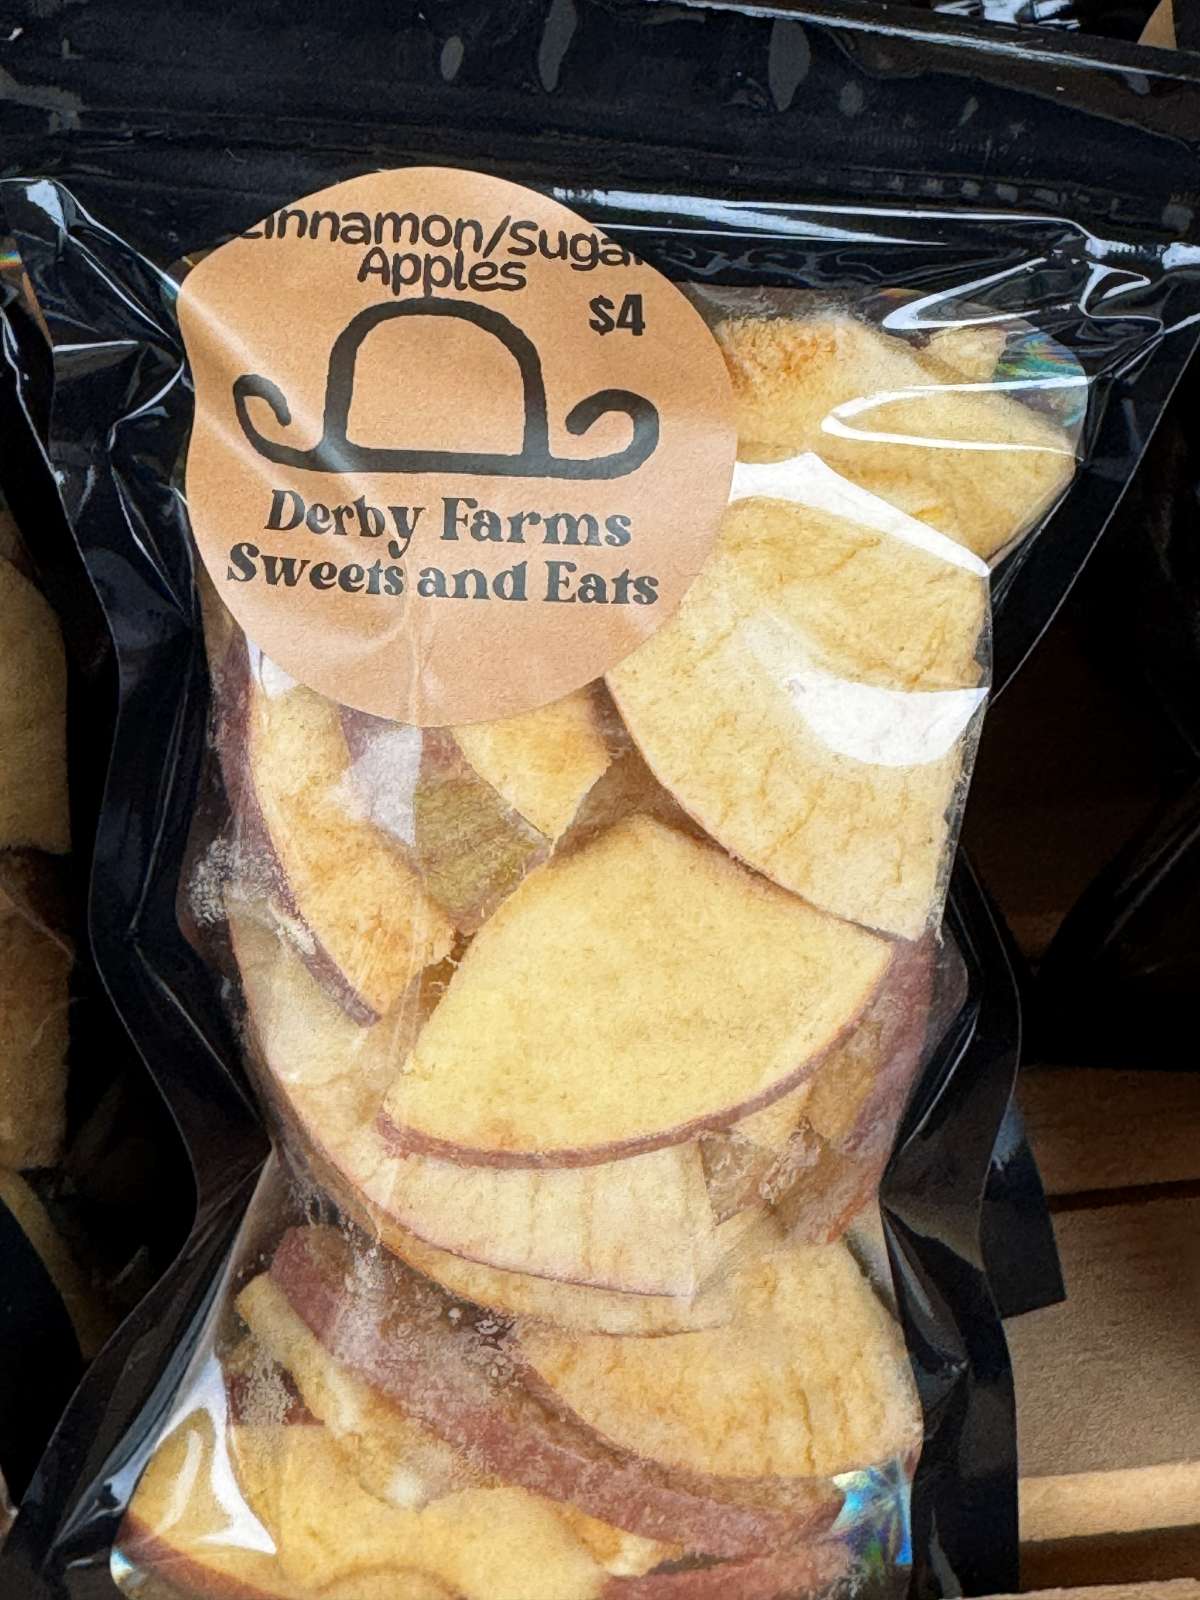 Cinnamon/Sugar
Apples
$4
Derby Farms
Sweets and Eats